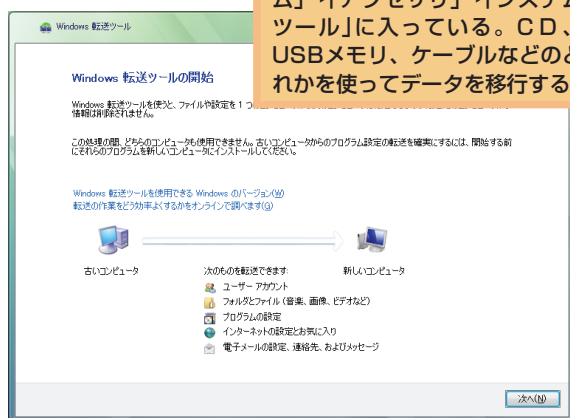 ム」「アクセサリ」「システム
ツール」に入っている。ＣＤ、
USBメモリ、ケーブルなどのど
れかを使ってデータを移行する
Windows 転送ツール
Windows 転送ツールの開始
Windows 転送ツールを使うと、ファイルや設定を 1 つ
情報は削除されません。
この処理の間、どちらのコンピュータも使用できません。古いコンピュータからのプログラム設定の転送を確実にするには、開始する前
にそれらのプログラムを新しいコンピュータにインストールしてください。
Windows 転送ツールを使用できる Windows のバージョン(W)
転送の作業をどう効率よくするかをオンラインで調べます(G)
古いコンピュータ
次のものを転送できます:
新しいコンピュータ
ユーザー アカウント
フォルダとファイル (音楽、画像、ビデオなど)
プログラムの設定
インターネットの設定とお気に入り
電子メールの設定、連絡先、およびメッセージ
次へ(N)